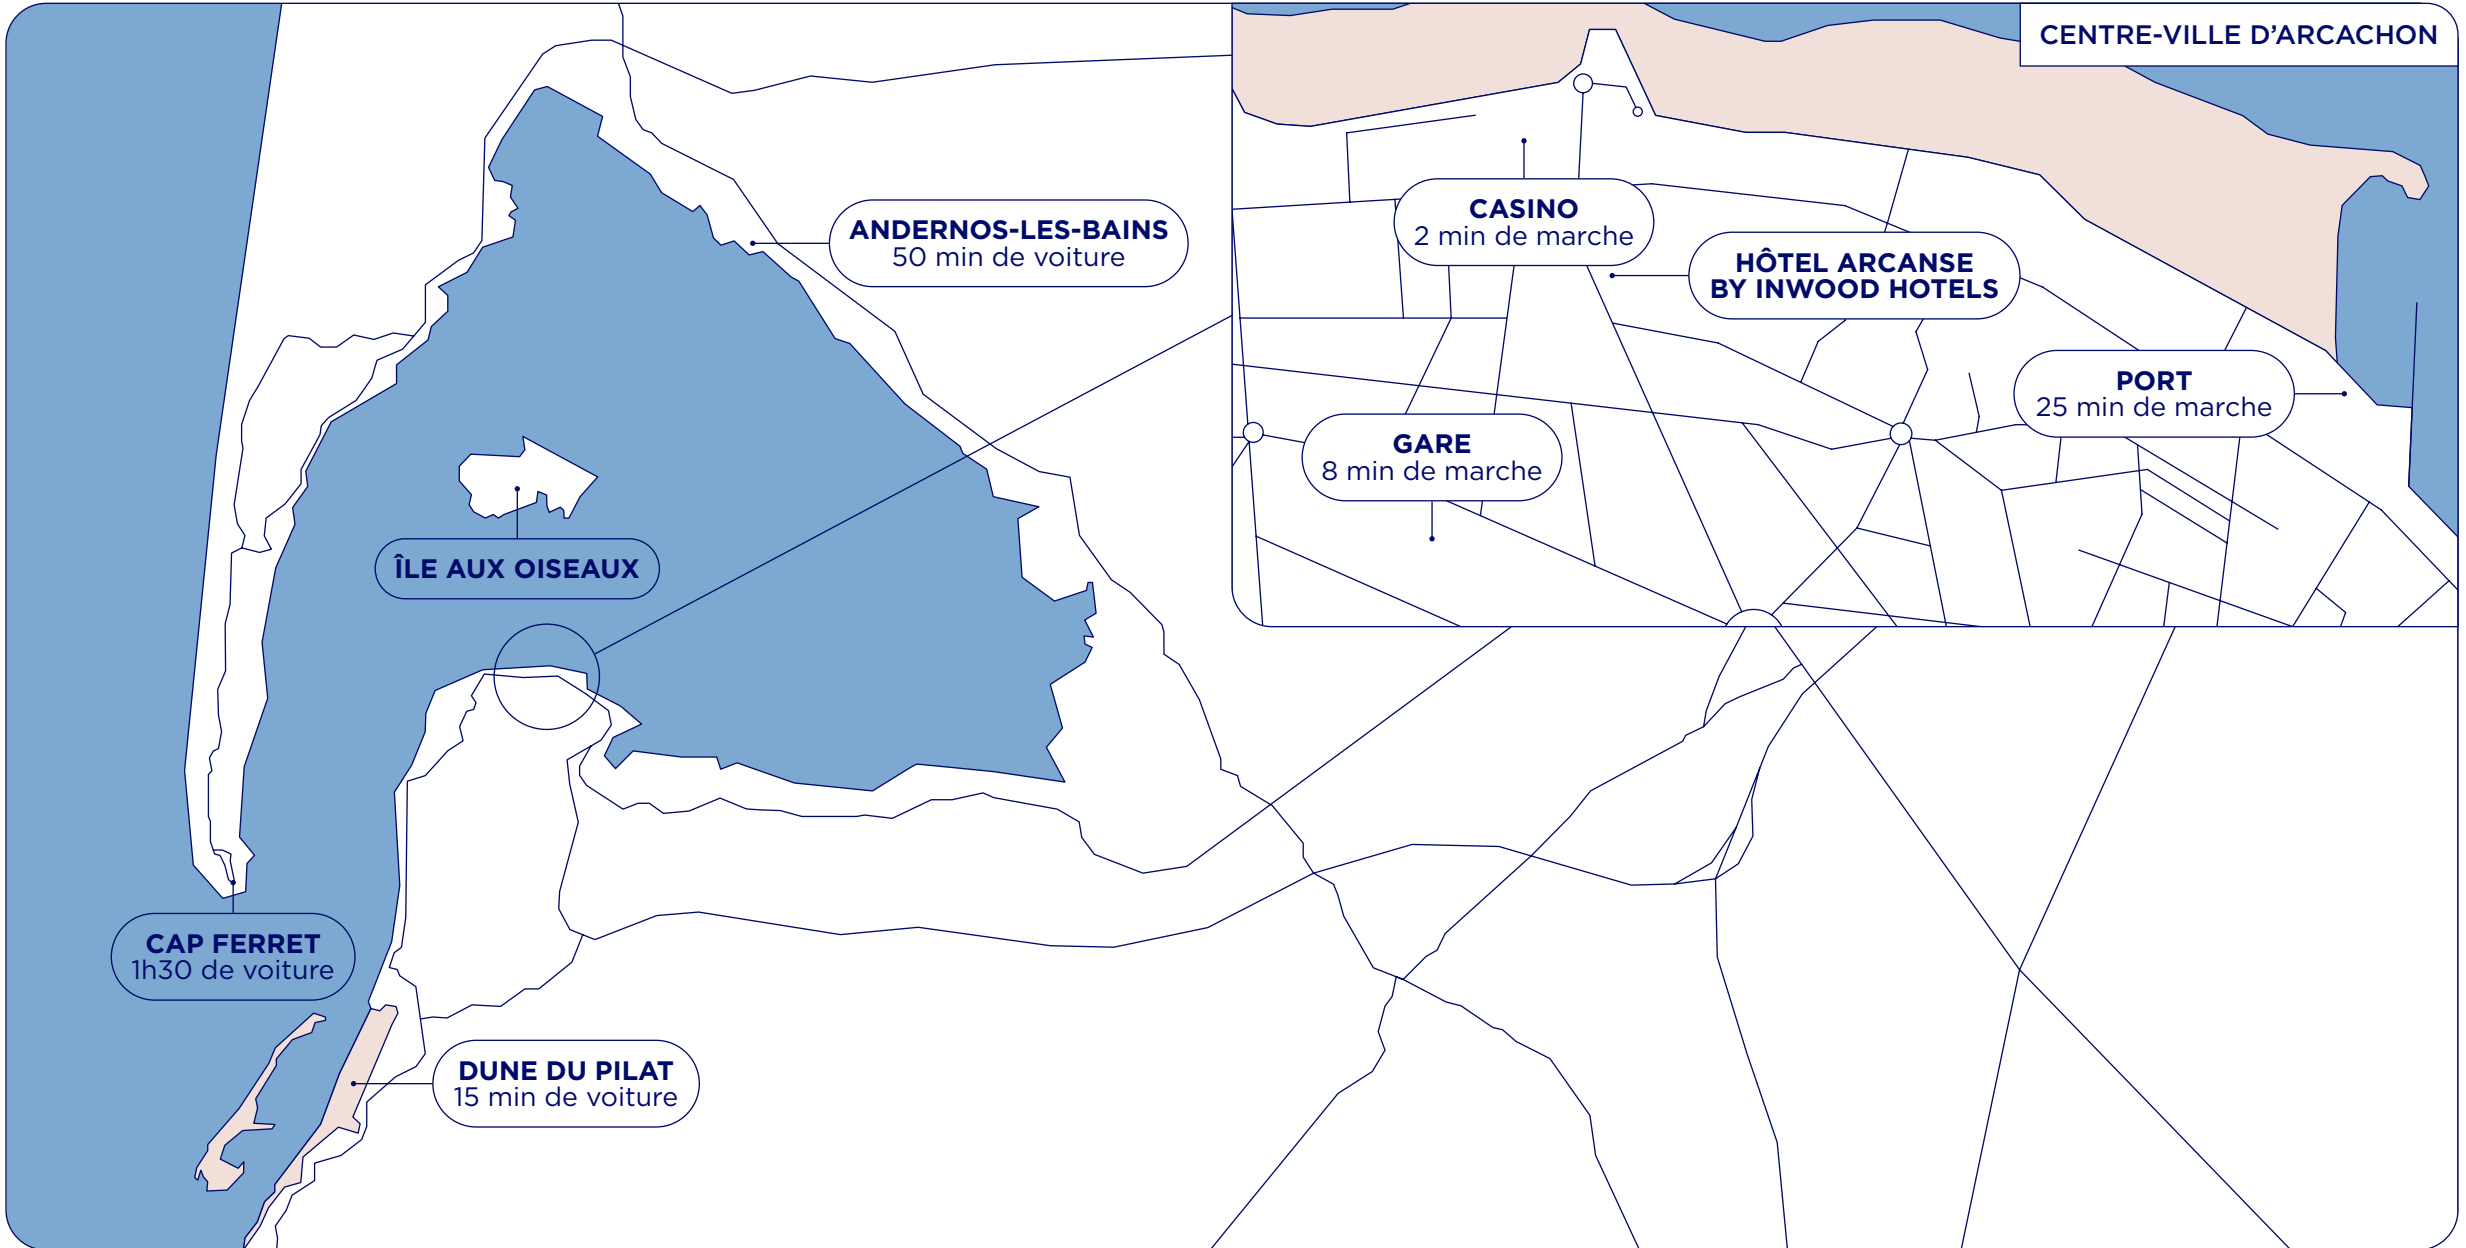 CENTRE-VILLE D'ARCACHON
CASINO
2 min de marche
ANDERNOS-LES-BAINS
50 min de voiture
HÔTEL ARCANSE
BY INWOOD HOTELS
PORT
25 min de marche
GARE
8 min de marche
ÎLE AUX OISEAUX
CAP FERRET
1h30 de voiture
DUNE DU PILAT
15 min de voiture